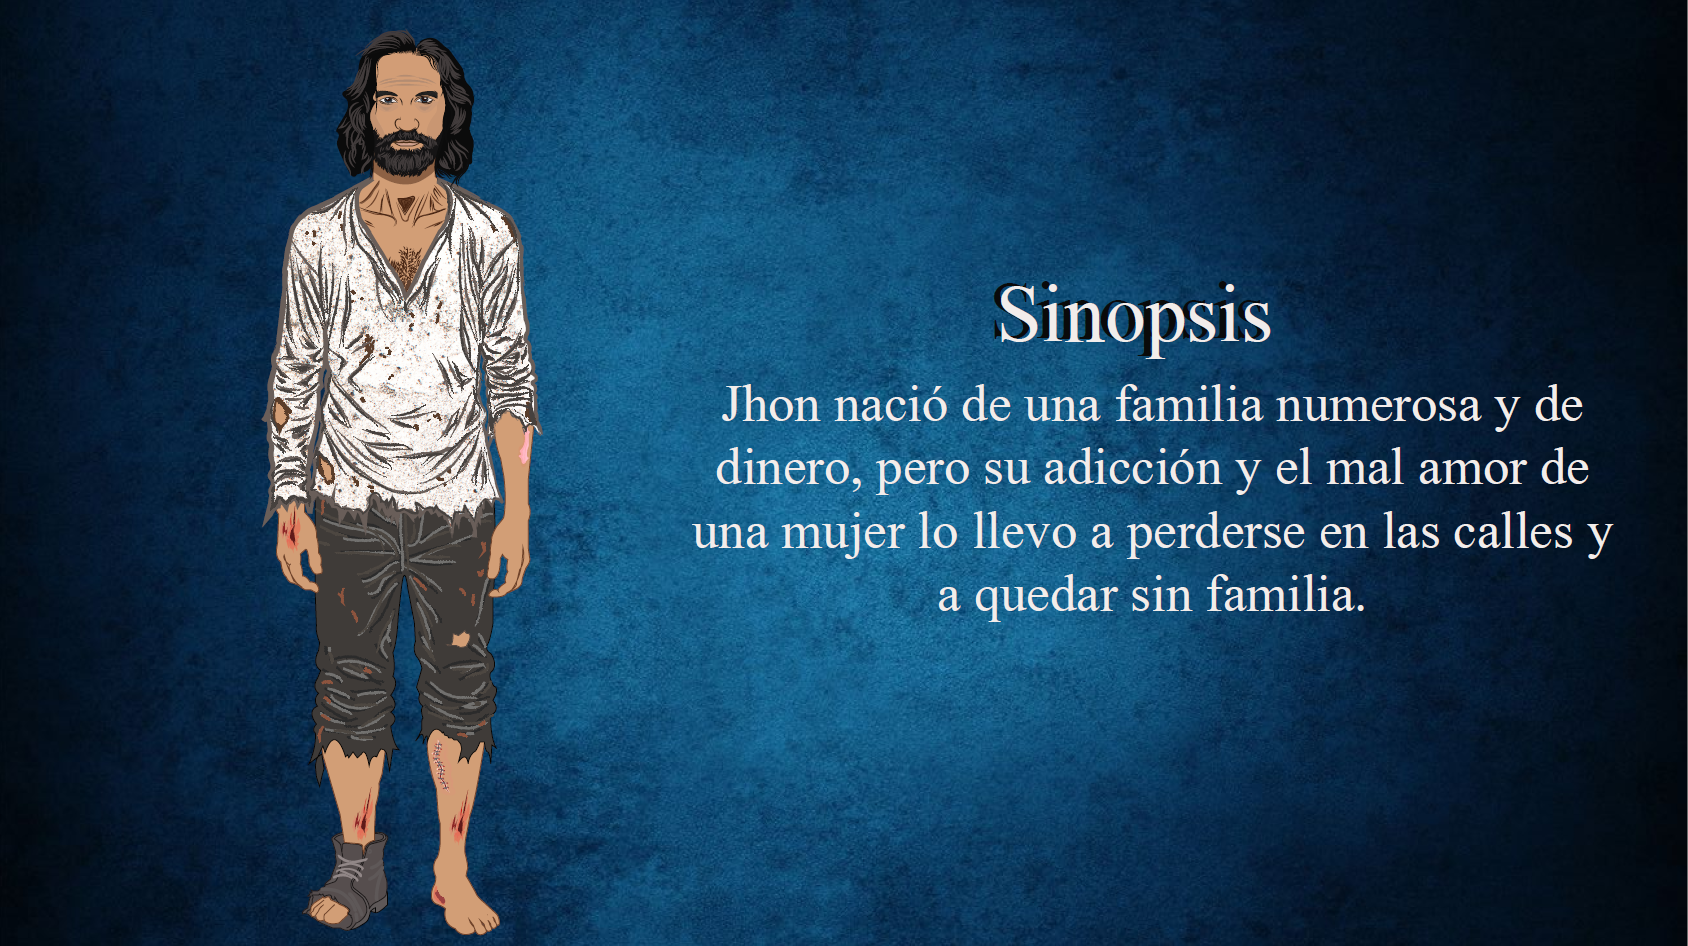 Sinopsis
Jhon nació de una familia numerosa y de
dinero, pero su adicción y el mal amor de
una mujer lo llevo a perderse en las calles y
a quedar sin familia.